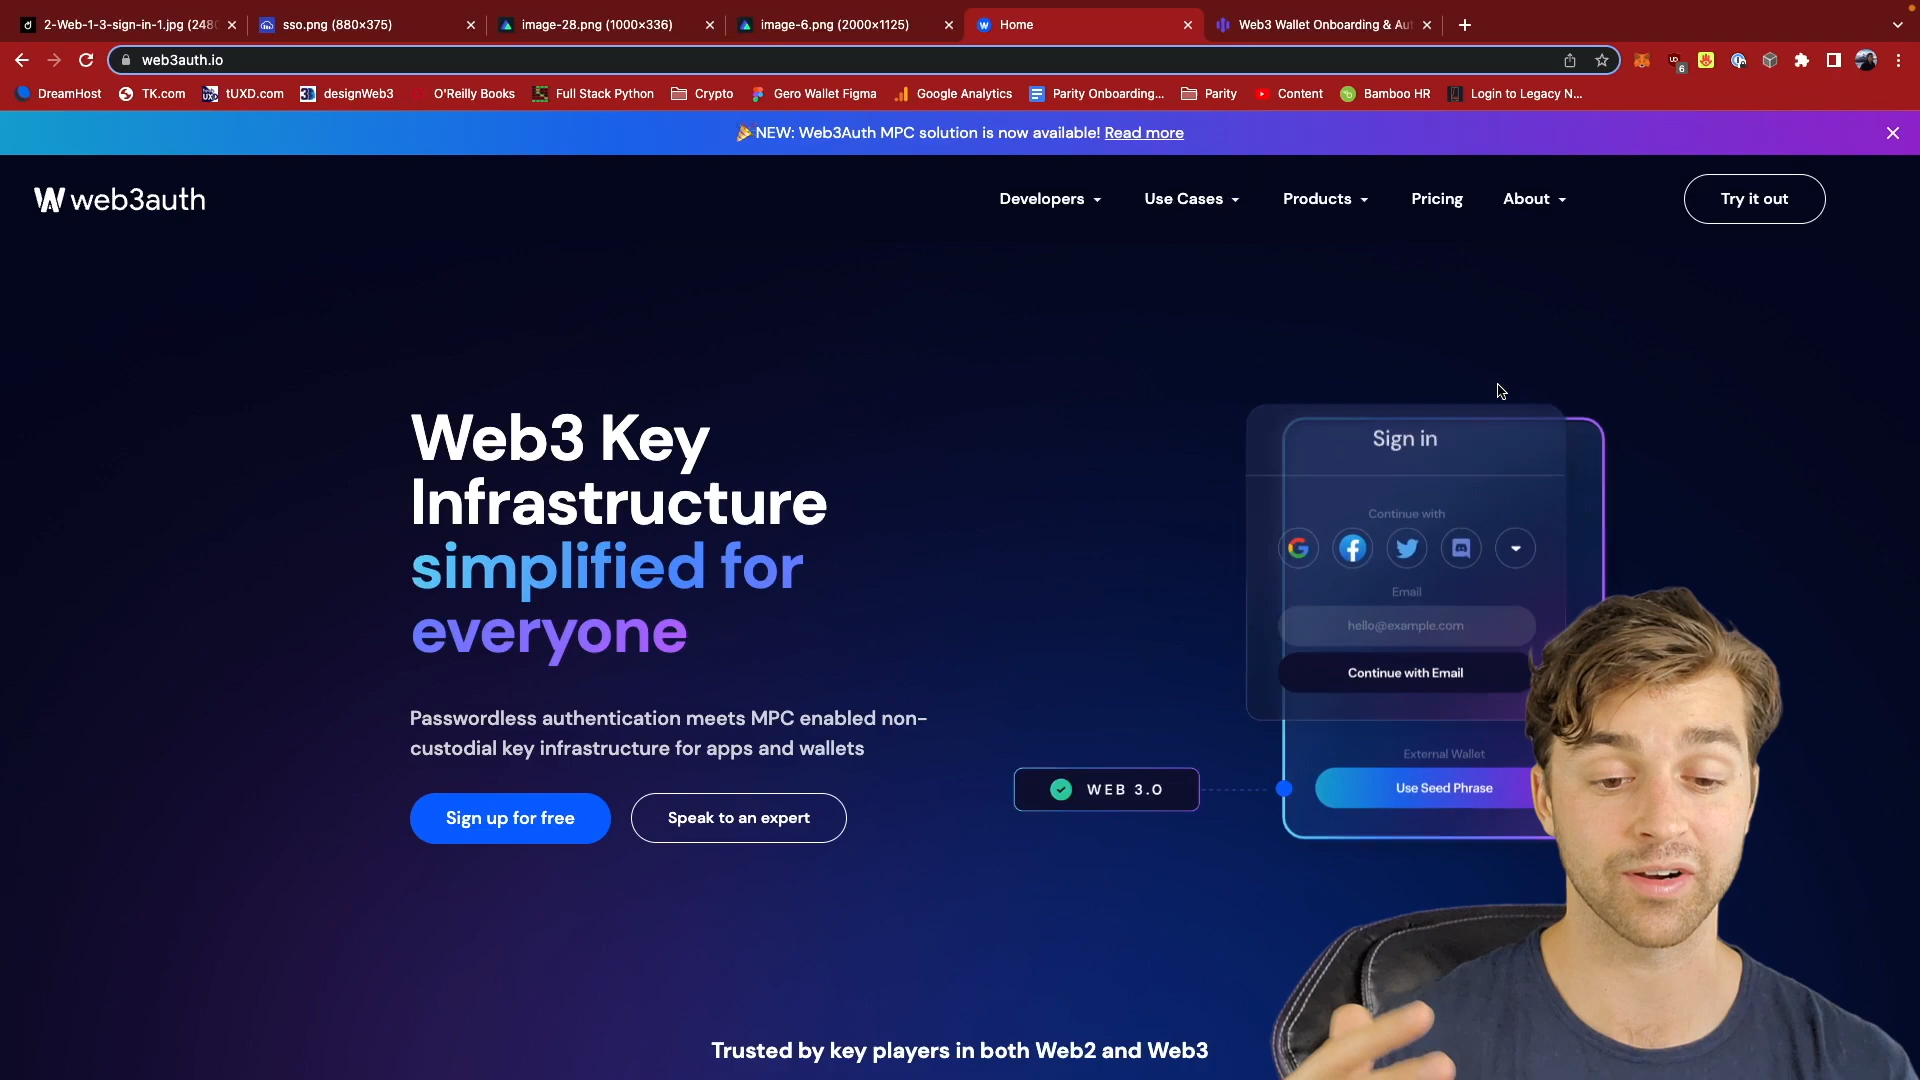 2-Web-1-3-sign-in-1.jpg (248
sso.png (880×375)
image-28.png (1000×336)
image-6.png (2000×1125)
Home
Web3 Wallet Onboarding & Au
web3auth.io
6
DreamHost
TK.com
tUXD.com
designWeb3
O'Reilly Books
Full Stack Python
Crypto
Gero Wallet Figma
Google Analytics
Parity Onboarding...
Parity
Content
Bamboo HR
Login to Legacy N...
🎉NEW: Web3Auth MPC solution is now available! Read more
web3auth
Developers
Use Cases
Products
Pricing
About
Try it out
Web3 Key
Infrastructure
simplified for
everyone
Passwordless authentication meets MPC enabled non-
custodial key infrastructure for apps and wallets
Sign up for free
Speak to an expert
Sign in
Continue with
Email
hello@example.com
Continue with Email
External Wallet
Use Seed Phrase
WEB 3.0
Trusted by key players in both Web2 and Web3